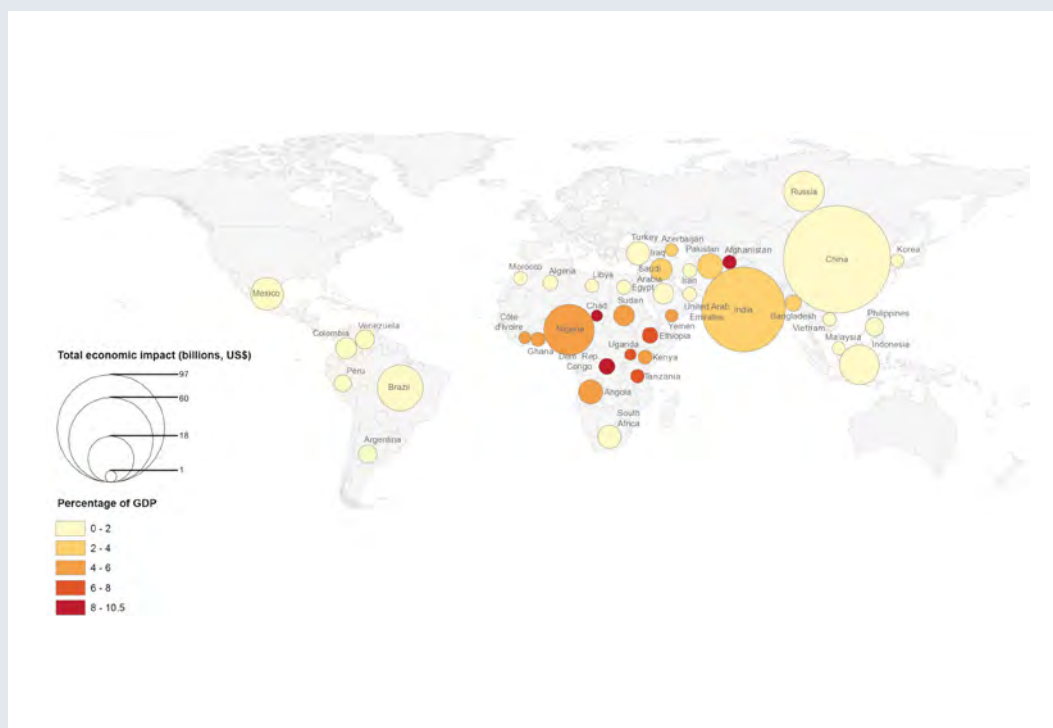 Russia
China
Korea
Turkey
Azerbaijan
Iraq
Pakistan
Afghanistan
Morocco
Algeria
Libya
Saudi
Arabia
Egypt
Iran
Mexico
Chad
Sudan
United Arab
Emirates
India
Bangladesh
Côte
d'Ivoire
Nigeria
Yemen
Ethiopia
Vietnam
Philippines
Colombia
Venezuela
Ghana
Uganda
Malaysia
Indonesia
Dem Rep
Congo
Kenya
Peru
Brazil
Tanzania
Angola
South
Africa
Argentina
Total economic impact (billions, US$)
97
60
18
1
Percentage of GDP
0 - 2
2 - 4
4 - 6
6 - 8
8 - 10.5